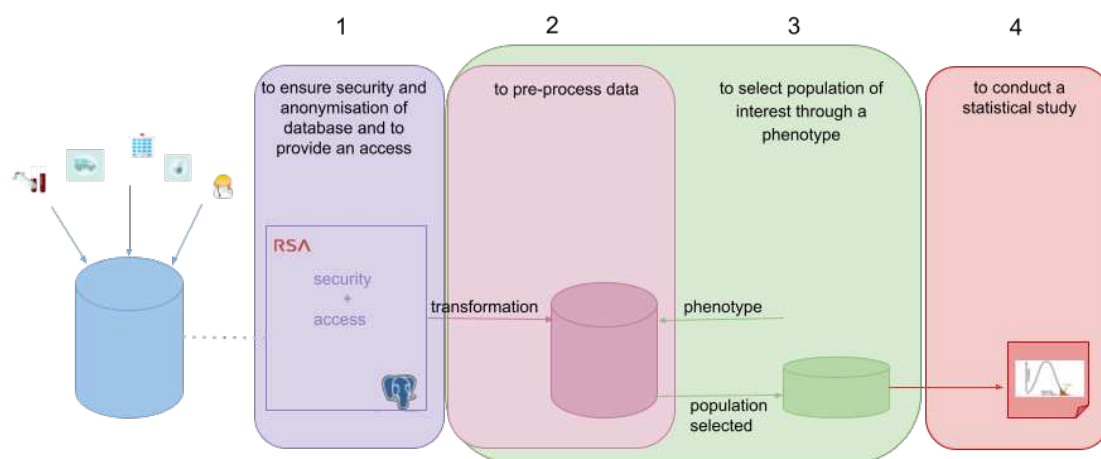 1
2
3
4
to ensure security and
anonymisation of
database and to
provide an access
to pre-process data
to select population of
interest through a
phenotype
to conduct a
statistical study
RSA
security
+
access
transformation
phenotype
population
selected